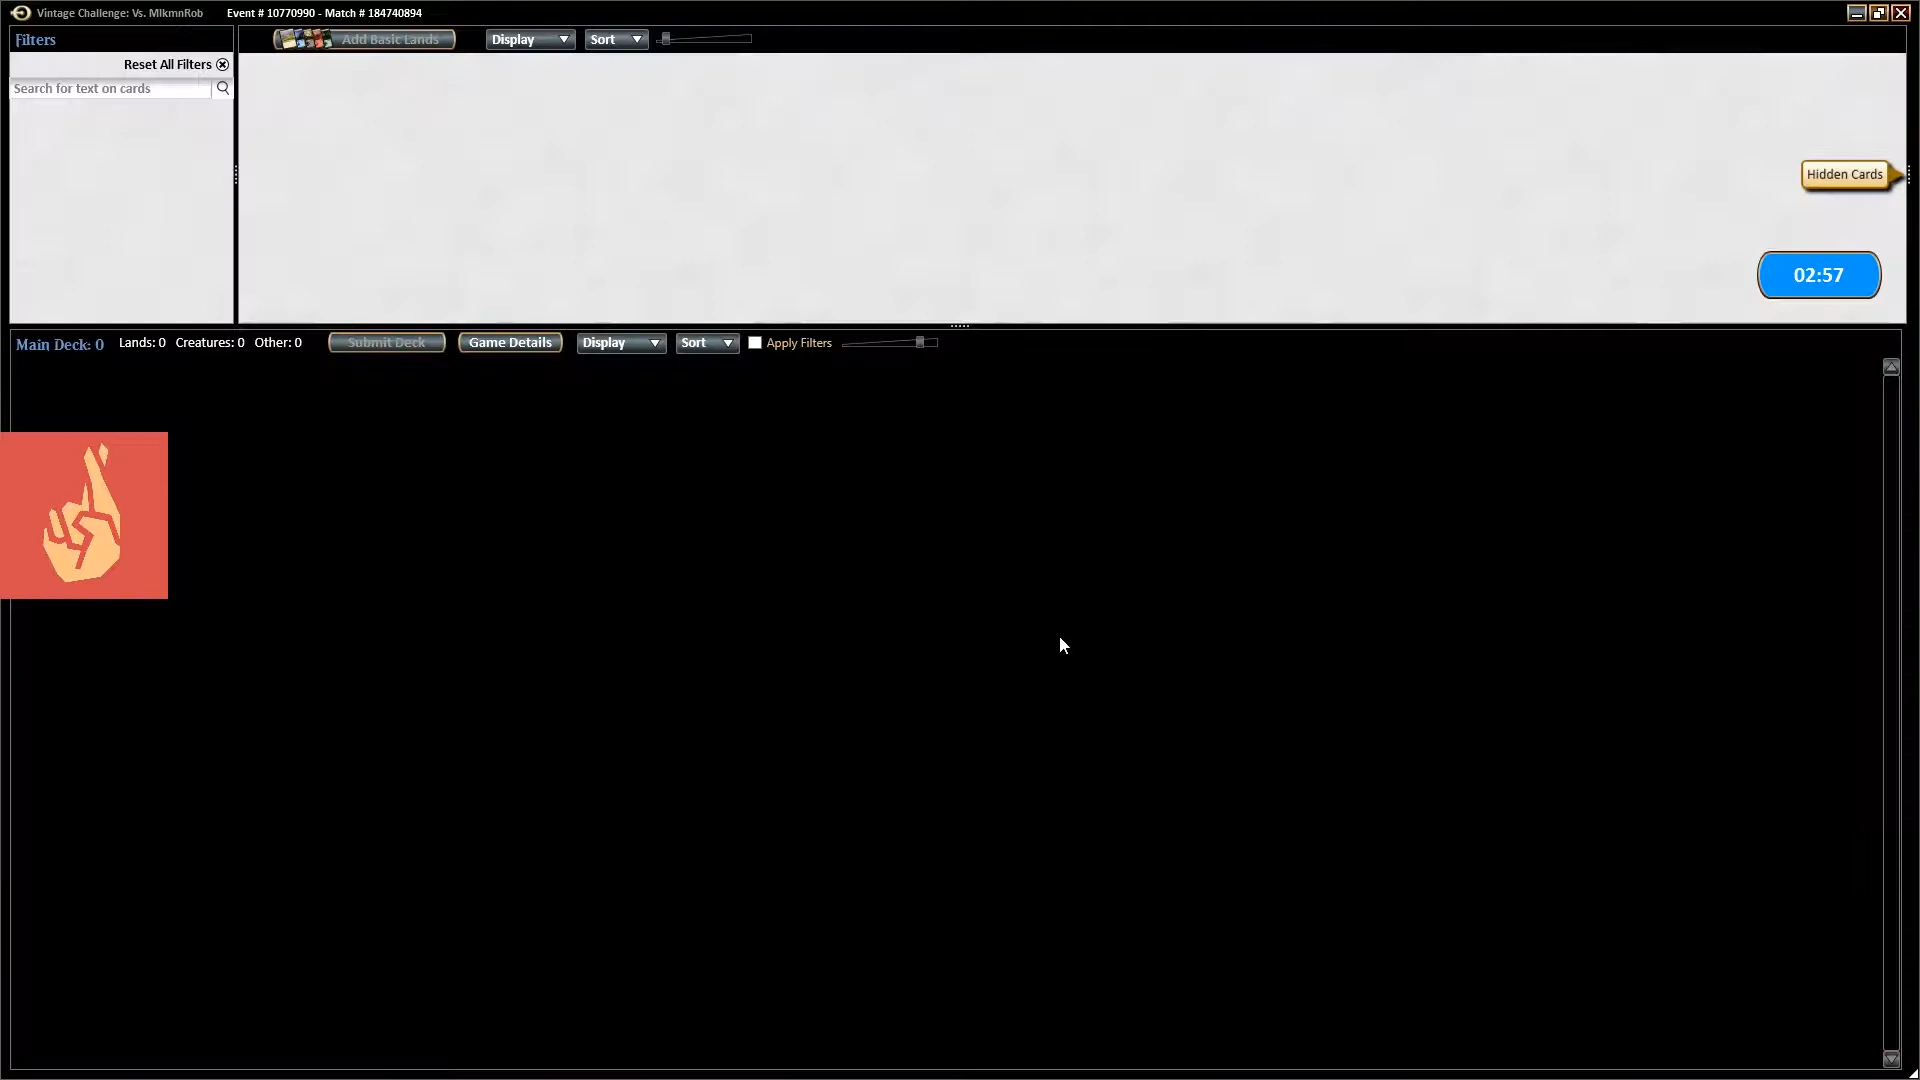 Vintage Challenge: Vs. MlkmnRob Event # 10770990 - Match # 184740894
Filters
Add Basic Lands Display Sort
Reset All Filters
Search for text on cards
Hidden Cards
02:57
Main Deck: 0 Lands: 0 Creatures: 0 Other: 0 Submit Deck Game Details Display Sort Apply Filters